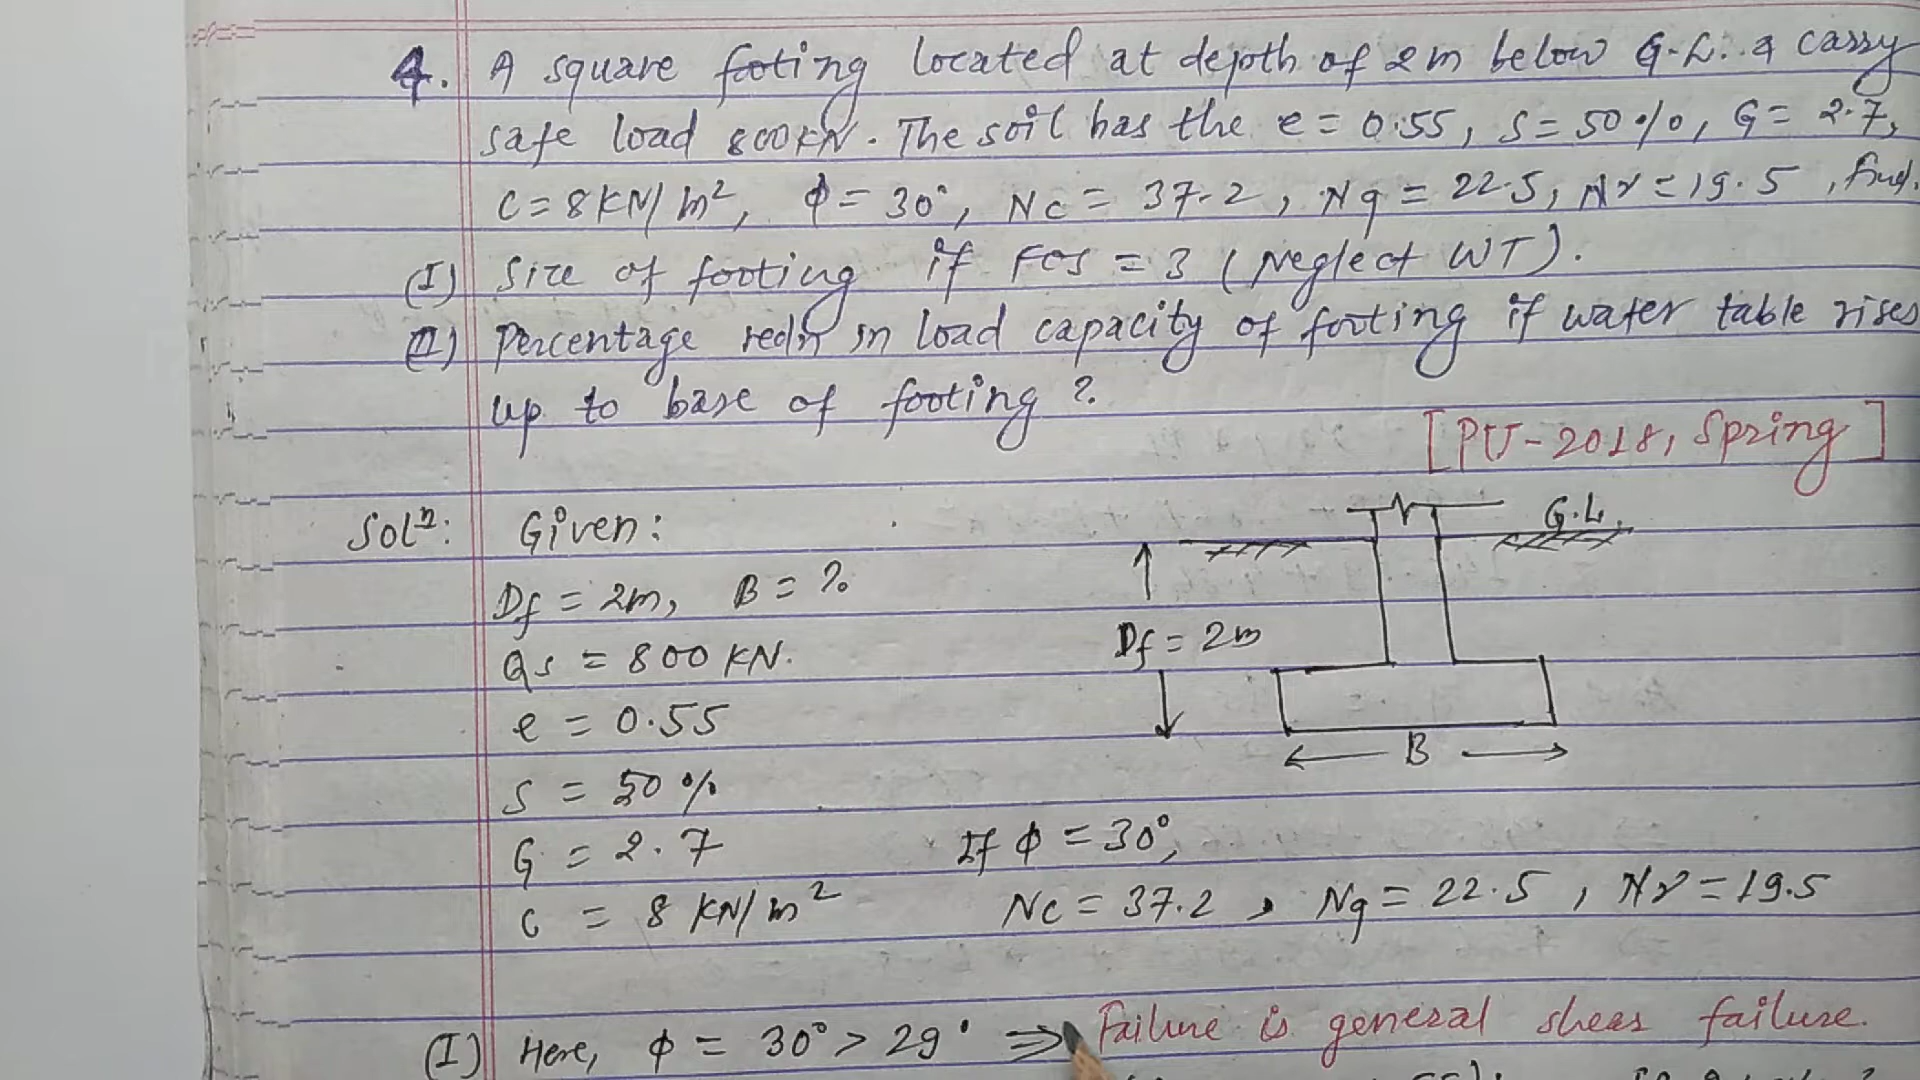 4. A square footing located at depth of 2m below G.L. & carry
safe load 800KN. The soil has the e = 0.55, S = 50%, G = 2.7,
C = 8KN/m², ϕ = 30°, Nc = 37.2, Nq = 22.5, Nγ = 19.5, find.
(I) Size of footing if FOS = 3 (Neglect WT).
(II) Percentage redⁿ in load capacity of footing if water table rises
up to base of footing ?
[PU-2018, Spring]
Solⁿ: Given:
G.L.
Df = 2m, B = ?
Df = 2m
Qs = 800 KN.
e = 0.55
B
S = 50%
G = 2.7 If ϕ = 30°,
C = 8 KN/m² Nc = 37.2, Nq = 22.5, Nγ = 19.5
(I) Here, ϕ = 30° > 29° ⇒ Failure is general shear failure.